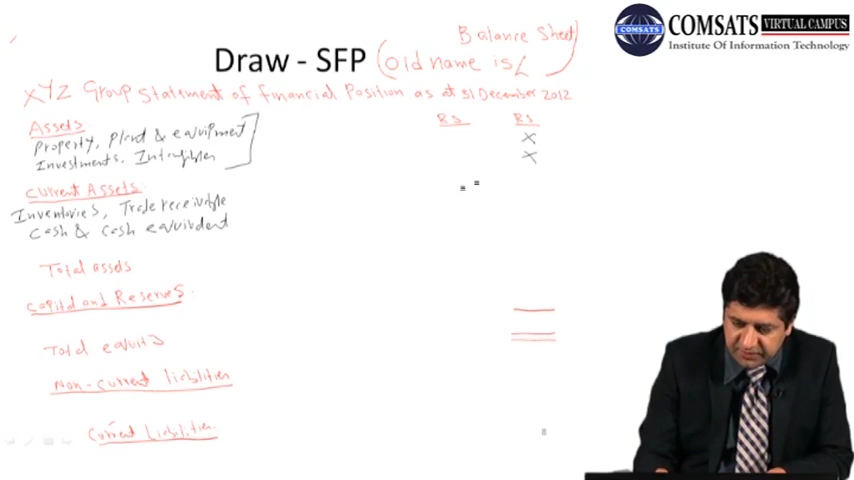 COMSATS VIRTUAL CAMPUS
Institute Of Information Technology
Balance Sheet
Draw - SFP (old name is
XYZ Group Statement of Financial Position as at 31 December 2012
Assets Rs Rs
Property, Plant & equipment x
Investments, Intangibles x
Current Assets
Inventories, Trade receivable
Cash & Cash equivalent
Total assets
Capital and Reserves
Total equity
Non-current liabilities
Current Liabilities